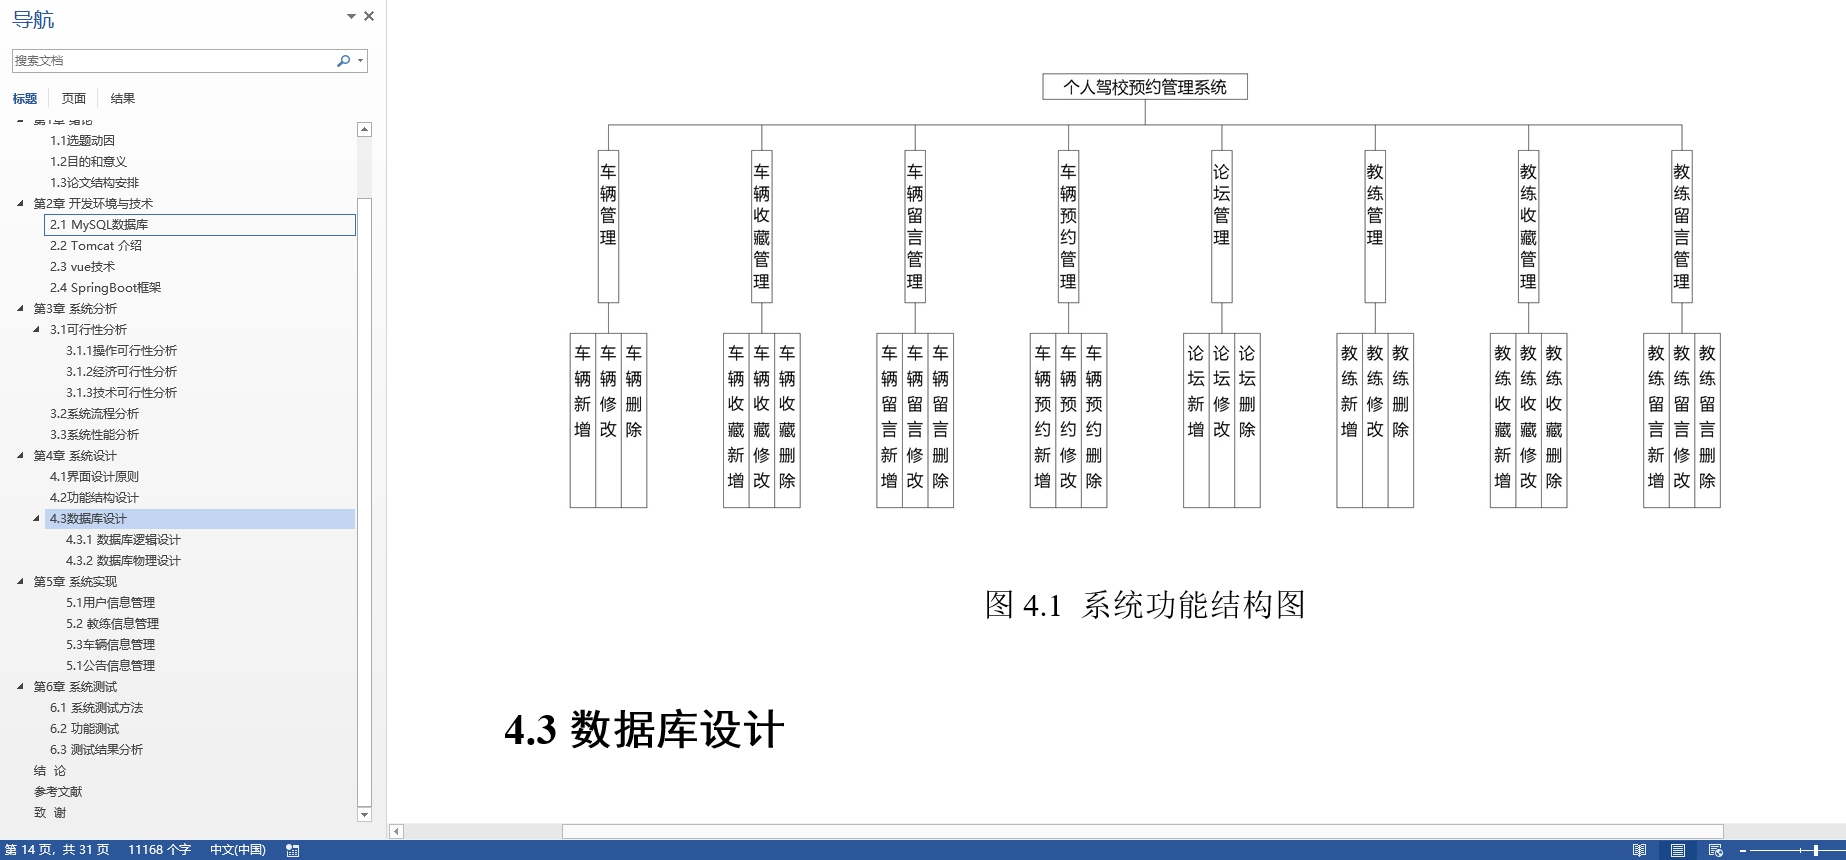 导航
搜索文档
标题 页面 结果
第1章 绪论
1.1选题动因
1.2目的和意义
1.3论文结构安排
第2章 开发环境与技术
2.1 MySQL数据库
2.2 Tomcat 介绍
2.3 vue技术
2.4 SpringBoot框架
第3章 系统分析
3.1可行性分析
3.1.1操作可行性分析
3.1.2经济可行性分析
3.1.3技术可行性分析
3.2系统流程分析
3.3系统性能分析
第4章 系统设计
4.1界面设计原则
4.2功能结构设计
4.3数据库设计
4.3.1 数据库逻辑设计
4.3.2 数据库物理设计
第5章 系统实现
5.1用户信息管理
5.2 教练信息管理
5.3车辆信息管理
5.1公告信息管理
第6章 系统测试
6.1 系统测试方法
6.2 功能测试
6.3 测试结果分析
结 论
参考文献
致 谢
个人驾校预约管理系统
车辆管理
车辆收藏管理
车辆留言管理
车辆预约管理
论坛管理
教练管理
教练收藏管理
教练留言管理
车辆新增
车辆修改
车辆删除
车辆收藏新增
车辆收藏修改
车辆收藏删除
车辆留言新增
车辆留言修改
车辆留言删除
车辆预约新增
车辆预约修改
车辆预约删除
论坛新增
论坛修改
论坛删除
教练新增
教练修改
教练删除
教练收藏新增
教练收藏修改
教练收藏删除
教练留言新增
教练留言修改
教练留言删除
图 4.1 系统功能结构图
4.3 数据库设计
第 14 页，共 31 页 11168 个字 中文(中国)